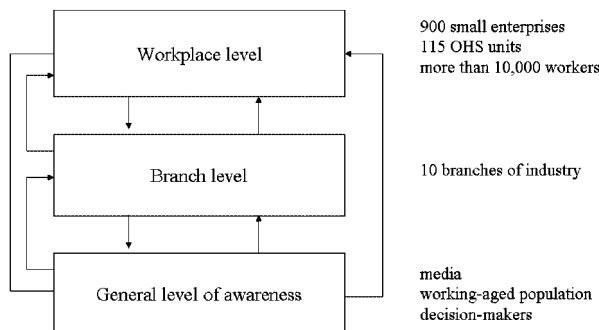 Workplace level
900 small enterprises
115 OHS units
more than 10,000 workers
Branch level
10 branches of industry
General level of awareness
media
working-aged population
decision-makers